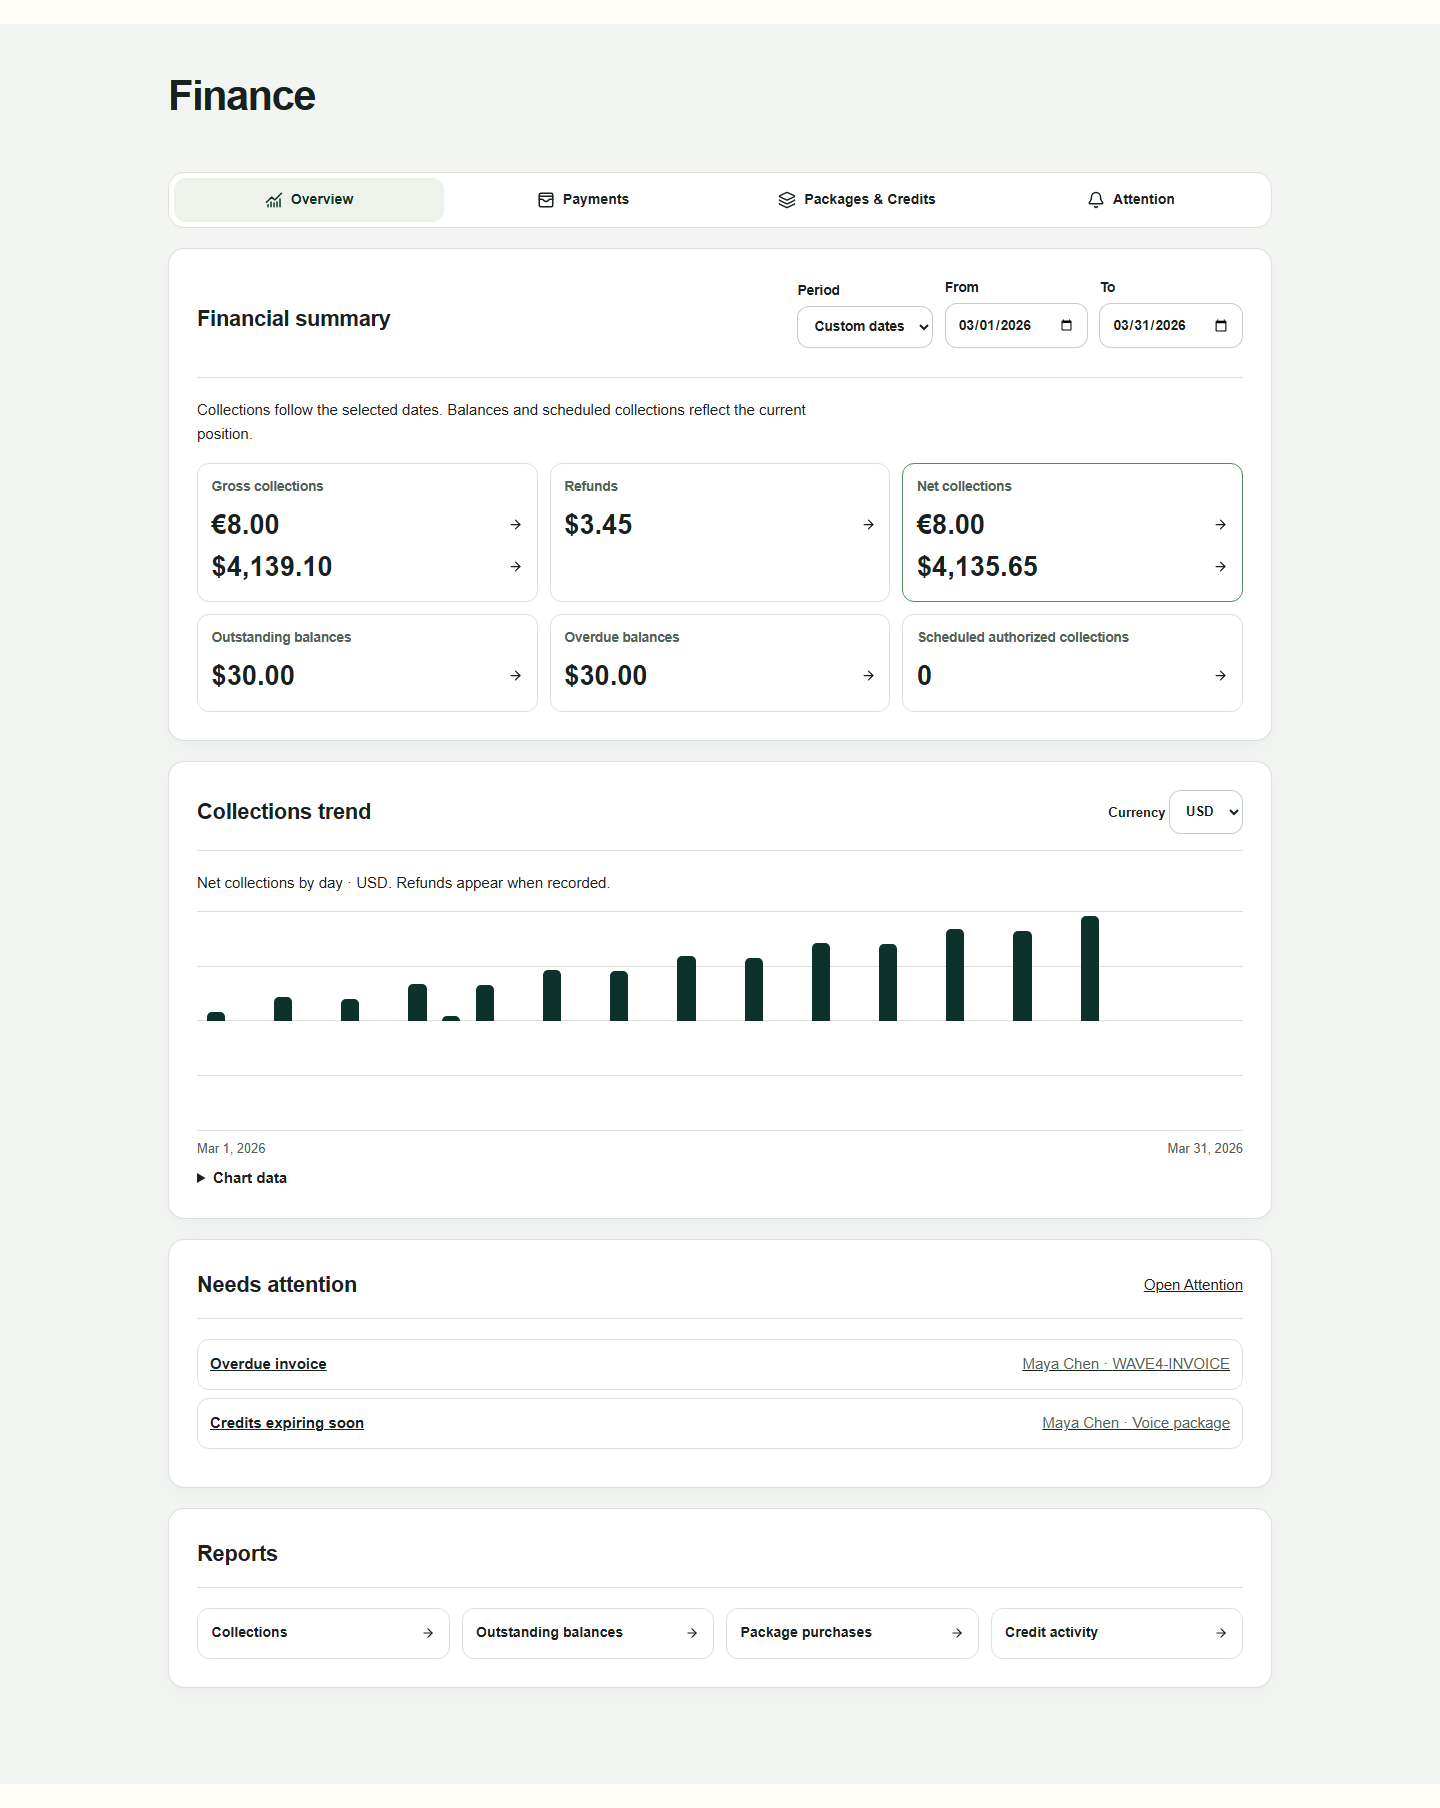 Finance
Overview
Payments
Packages & Credits
Attention
Financial summary
Period
Custom dates
From
03/01/2026
To
03/31/2026
Collections follow the selected dates. Balances and scheduled collections reflect the current
position.
Gross collections
€8.00
$4,139.10
Refunds
$3.45
Net collections
€8.00
$4,135.65
Outstanding balances
$30.00
Overdue balances
$30.00
Scheduled authorized collections
0
Collections trend
Currency
USD
Net collections by day · USD. Refunds appear when recorded.
Mar 1, 2026
Mar 31, 2026
Chart data
Needs attention
Open Attention
Overdue invoice
Maya Chen · WAVE4-INVOICE
Credits expiring soon
Maya Chen · Voice package
Reports
Collections
Outstanding balances
Package purchases
Credit activity